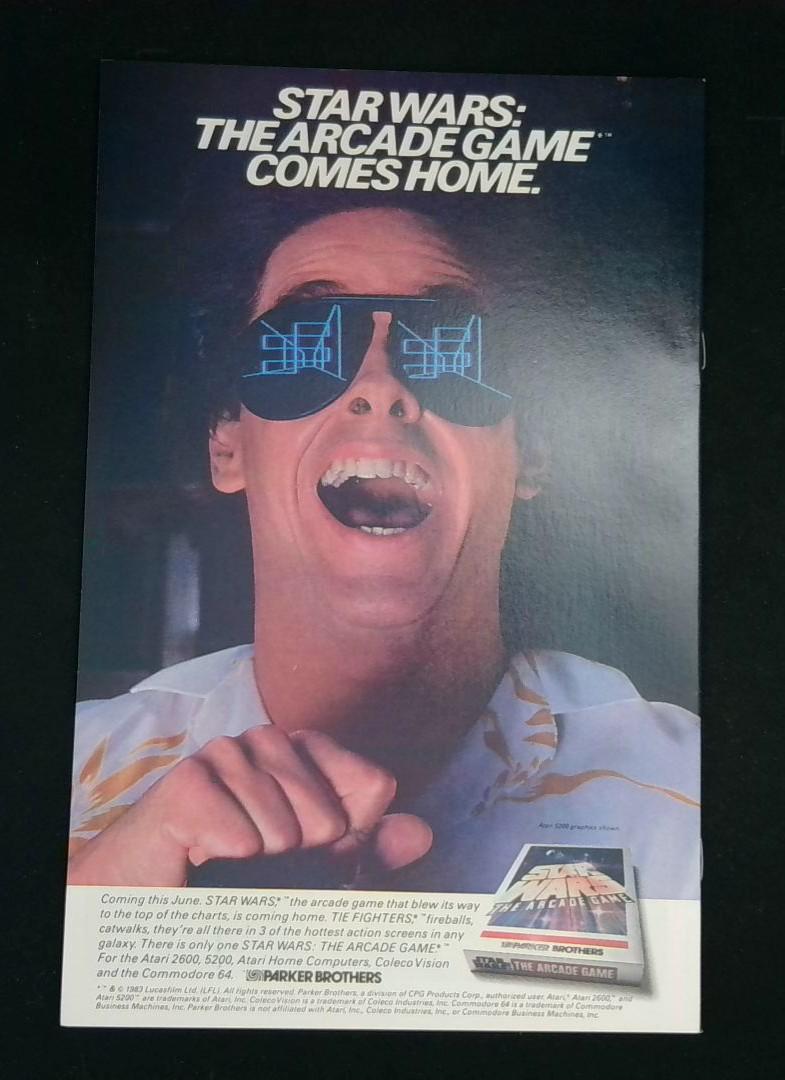 STAR WARS:
THE ARCADE GAME®™
COMES HOME.
Atari 5200 graphics shown.
Coming this June. STAR WARS,®™ the arcade game that blew its way
to the top of the charts, is coming home. TIE FIGHTERS,®™ fireballs,
catwalks, they're all there in 3 of the hottest action screens in any
galaxy. There is only one STAR WARS: THE ARCADE GAME.®™
For the Atari 2600, 5200, Atari Home Computers, ColecoVision
and the Commodore 64. PARKER BROTHERS
STAR
WARS
THE ARCADE GAME
PARKER BROTHERS
STAR
WARS
THE ARCADE GAME
®™ & © 1983 Lucasfilm Ltd. (LFL). All rights reserved. Parker Brothers, a division of CPG Products Corp., authorized user. Atari,® Atari 2600,™ and
Atari 5200™ are trademarks of Atari, Inc. ColecoVision is a trademark of Coleco Industries, Inc. Commodore 64 is a trademark of Commodore
Business Machines, Inc. Parker Brothers is not affiliated with Atari, Inc., Coleco Industries, Inc., or Commodore Business Machines, Inc.